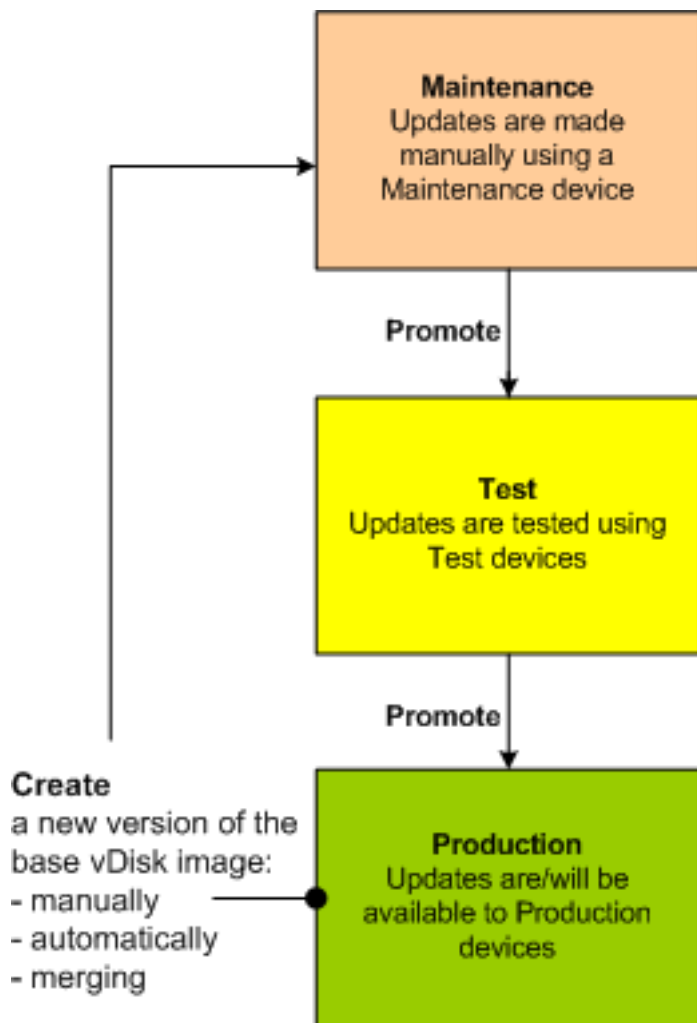 Maintenance
Updates are made
manually using a
Maintenance device
Promote
Test
Updates are tested using
Test devices
Promote
Production
Updates are/will be
available to Production
devices
Create
a new version of the
base vDisk image:
- manually
- automatically
- merging